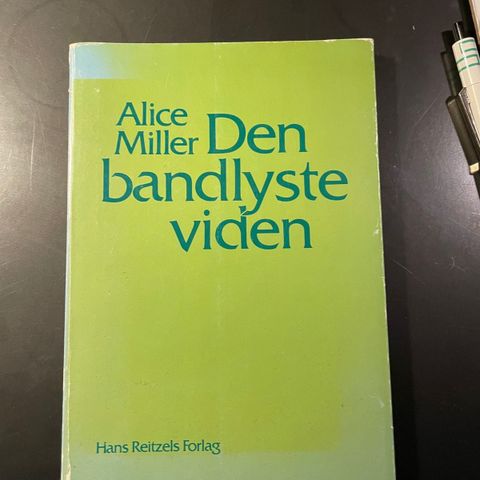 Alice
Miller Den
bandlyste
viden
Hans Reitzels Forlag